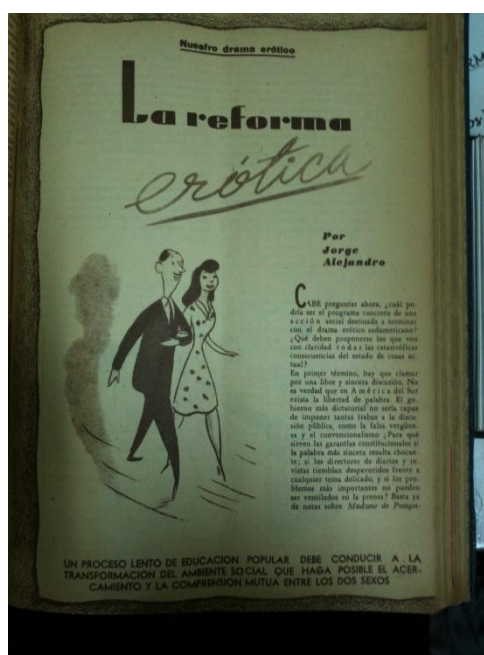 Nuestro drama erótico
La reforma
erótica
Por
Jorge
Alejandro
CABE preguntar ahora, ¿cuál po-
dría ser el programa concreto de una
acción social destinada a terminar
con el drama erótico sudamericano?
¿Qué deben proponerse los que ven
con claridad todas las catastróficas
consecuencias del estado de cosas ac-
tual?
En primer término, hay que clamar
por una libre y sincera discusión. No
es verdad que en América del Sur
exista la libertad de palabra. El go-
bierno más dictatorial no sería capaz
de imponer tantas trabas a la discu-
sión pública, como la falsa vergüen-
za y el convencionalismo ¿Para qué
sirven las garantías constitucionales si
la palabra más sincera resulta chocan-
te; si los directores de diarios y re-
vistas tiemblan despavoridos frente a
cualquier tema delicado, y si los pro-
blemas más importantes no pueden
ser ventilados en la prensa? Basta ya
de notas sobre Madame de Pompa-
UN PROCESO LENTO DE EDUCACION POPULAR DEBE CONDUCIR A LA
TRANSFORMACION DEL AMBIENTE SOCIAL QUE HAGA POSIBLE EL ACER-
CAMIENTO Y LA COMPRENSION MUTUA ENTRE LOS DOS SEXOS